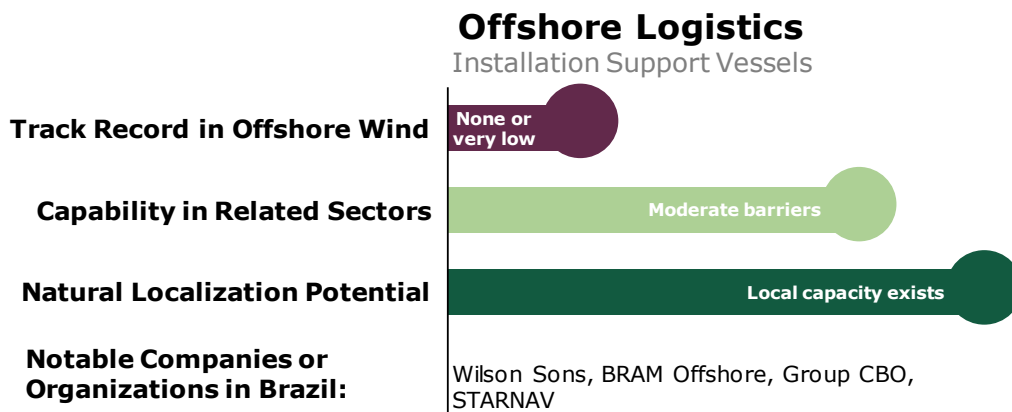 Offshore Logistics
Installation Support Vessels
Track Record in Offshore Wind
None or
very low
Capability in Related Sectors
Moderate barriers
Natural Localization Potential
Local capacity exists
Notable Companies or
Organizations in Brazil:
Wilson Sons, BRAM Offshore, Group CBO,
STARNAV